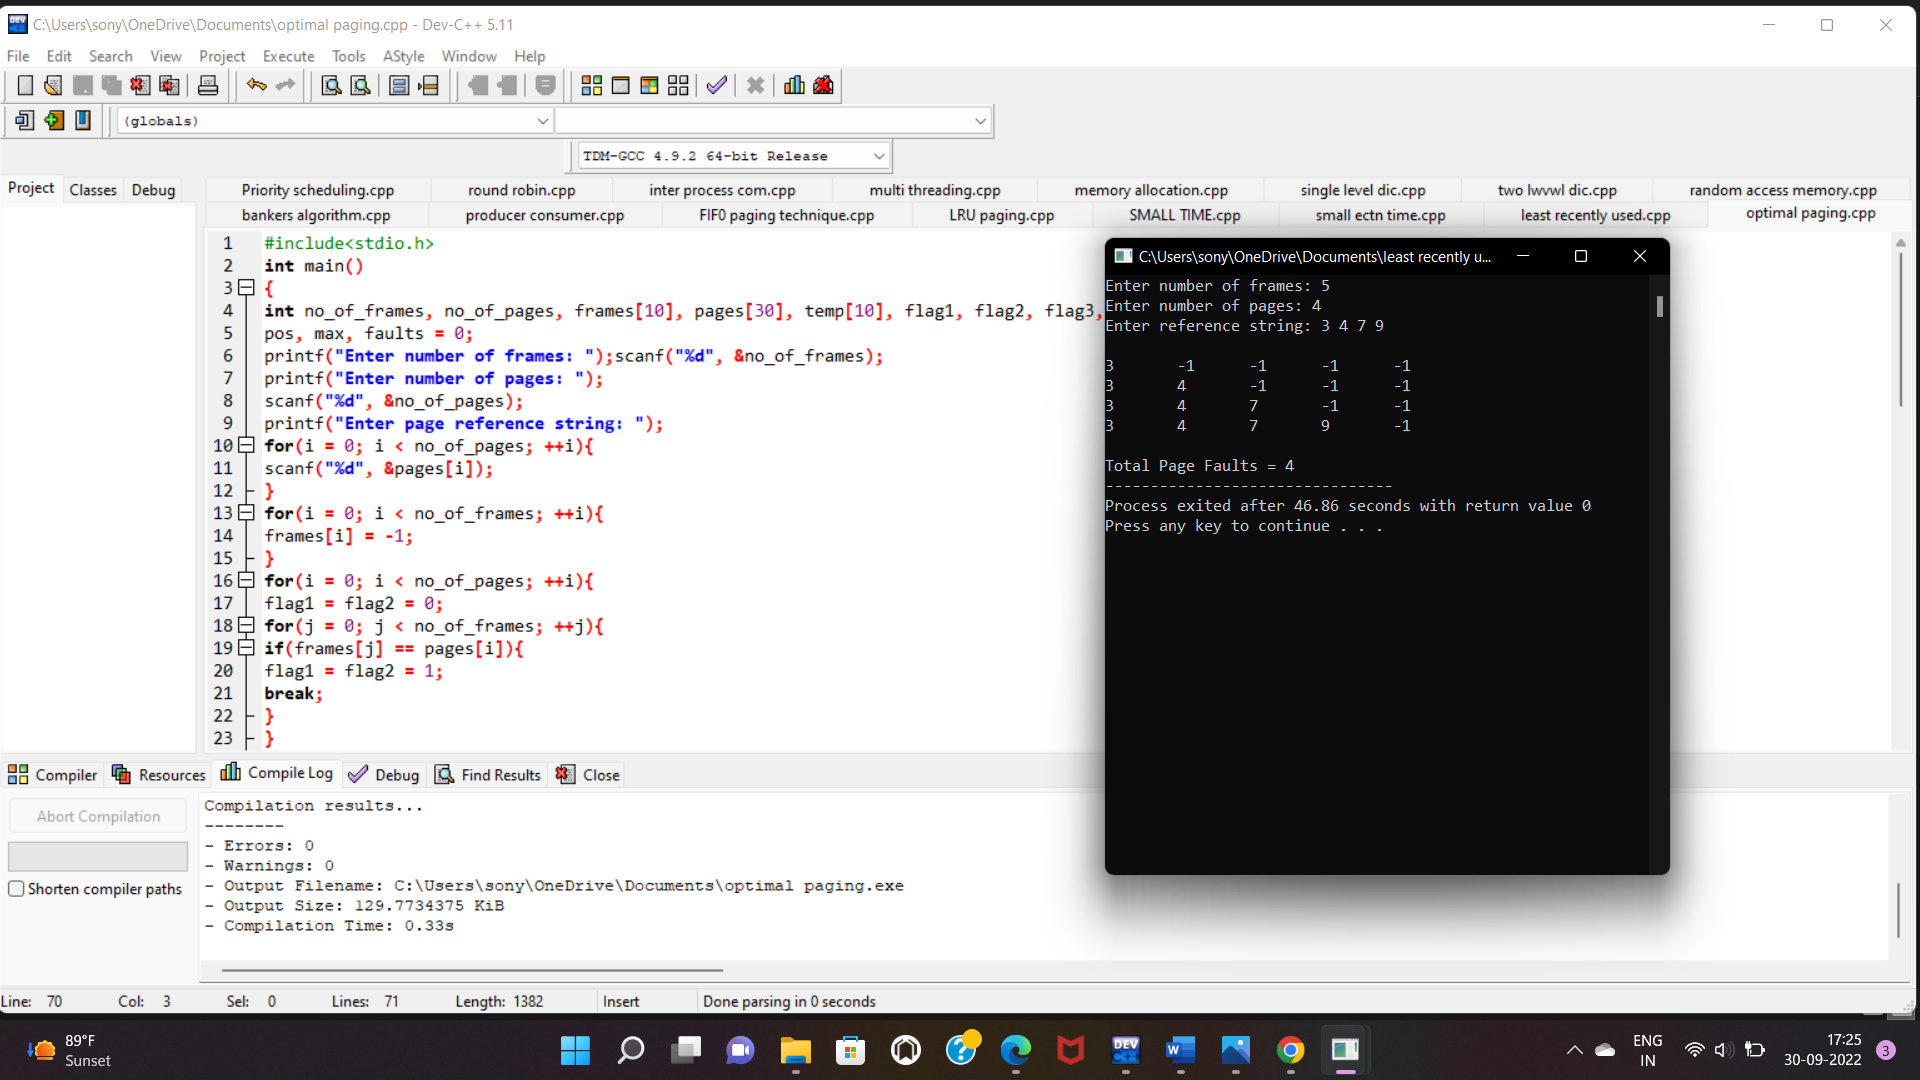 C:\Users\sony\OneDrive\Documents\optimal paging.cpp - Dev-C++ 5.11
File Edit Search View Project Execute Tools AStyle Window Help
(globals)
TDM-GCC 4.9.2 64-bit Release
Project Classes Debug
Priority scheduling.cpp round robin.cpp inter process com.cpp multi threading.cpp memory allocation.cpp single level dic.cpp two lwvwl dic.cpp random access memory.cpp
bankers algorithm.cpp producer consumer.cpp FIF0 paging technique.cpp LRU paging.cpp SMALL TIME.cpp small ectn time.cpp least recently used.cpp optimal paging.cpp
1 #include<stdio.h>
2 int main()
3 {
4 int no_of_frames, no_of_pages, frames[10], pages[30], temp[10], flag1, flag2, flag3,
5 pos, max, faults = 0;
6 printf("Enter number of frames: ");scanf("%d", &no_of_frames);
7 printf("Enter number of pages: ");
8 scanf("%d", &no_of_pages);
9 printf("Enter page reference string: ");
10 for(i = 0; i < no_of_pages; ++i){
11 scanf("%d", &pages[i]);
12 }
13 for(i = 0; i < no_of_frames; ++i){
14 frames[i] = -1;
15 }
16 for(i = 0; i < no_of_pages; ++i){
17 flag1 = flag2 = 0;
18 for(j = 0; j < no_of_frames; ++j){
19 if(frames[j] == pages[i]){
20 flag1 = flag2 = 1;
21 break;
22 }
23 }
C:\Users\sony\OneDrive\Documents\least recently u...
Enter number of frames: 5
Enter number of pages: 4
Enter reference string: 3 4 7 9
3 -1 -1 -1 -1
3 4 -1 -1 -1
3 4 7 -1 -1
3 4 7 9 -1
Total Page Faults = 4
--------------------------------
Process exited after 46.86 seconds with return value 0
Press any key to continue . . .
Compiler Resources Compile Log Debug Find Results Close
Abort Compilation
Shorten compiler paths
Compilation results...
--------
- Errors: 0
- Warnings: 0
- Output Filename: C:\Users\sony\OneDrive\Documents\optimal paging.exe
- Output Size: 129.7734375 KiB
- Compilation Time: 0.33s
Line: 70 Col: 3 Sel: 0 Lines: 71 Length: 1382 Insert Done parsing in 0 seconds
89°F
Sunset
DEV C++
W
ENG
IN
17:25
30-09-2022
3